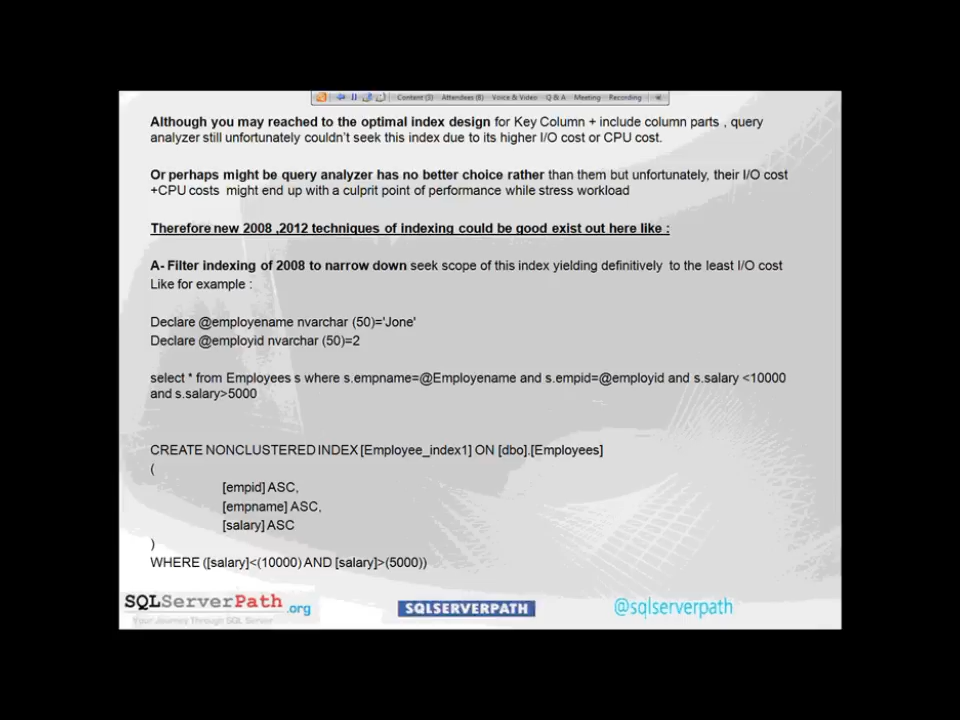 Content (3) Attendees (8) Voice & Video Q & A Meeting Recording
Although you may reached to the optimal index design for Key Column + include column parts , query
analyzer still unfortunately couldn't seek this index due to its higher I/O cost or CPU cost.
Or perhaps might be query analyzer has no better choice rather than them but unfortunately, their I/O cost
+CPU costs might end up with a culprit point of performance while stress workload
Therefore new 2008 ,2012 techniques of indexing could be good exist out here like :
A- Filter indexing of 2008 to narrow down seek scope of this index yielding definitively to the least I/O cost
Like for example :
Declare @employename nvarchar (50)='Jone'
Declare @employid nvarchar (50)=2
select * from Employees s where s.empname=@Employename and s.empid=@employid and s.salary <10000
and s.salary>5000
CREATE NONCLUSTERED INDEX [Employee_index1] ON [dbo].[Employees]
(
[empid] ASC,
[empname] ASC,
[salary] ASC
)
WHERE ([salary]<(10000) AND [salary]>(5000))
SQLServerPath .org
Your Journey Through SQL Server
SQLSERVERPATH
@sqlserverpath